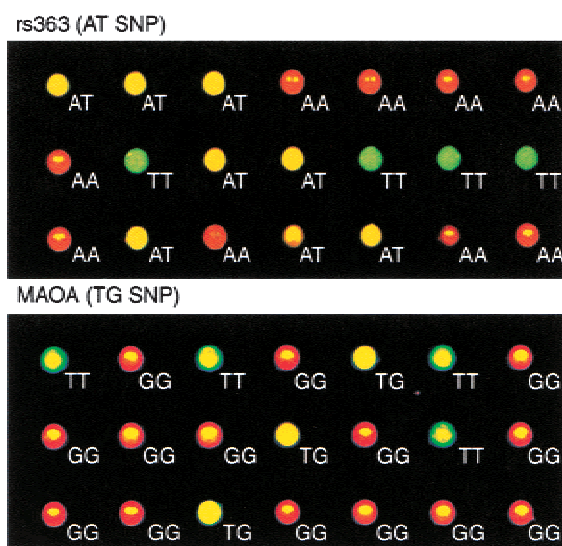 rs363 (AT SNP)
AT AT AT AA AA AA AA
AA TT AT AT TT TT TT
AA AT AA AT AT AA AA
MAOA (TG SNP)
TT GG TT GG TG TT GG
GG GG GG TG GG TT GG
GG GG TG GG GG GG GG